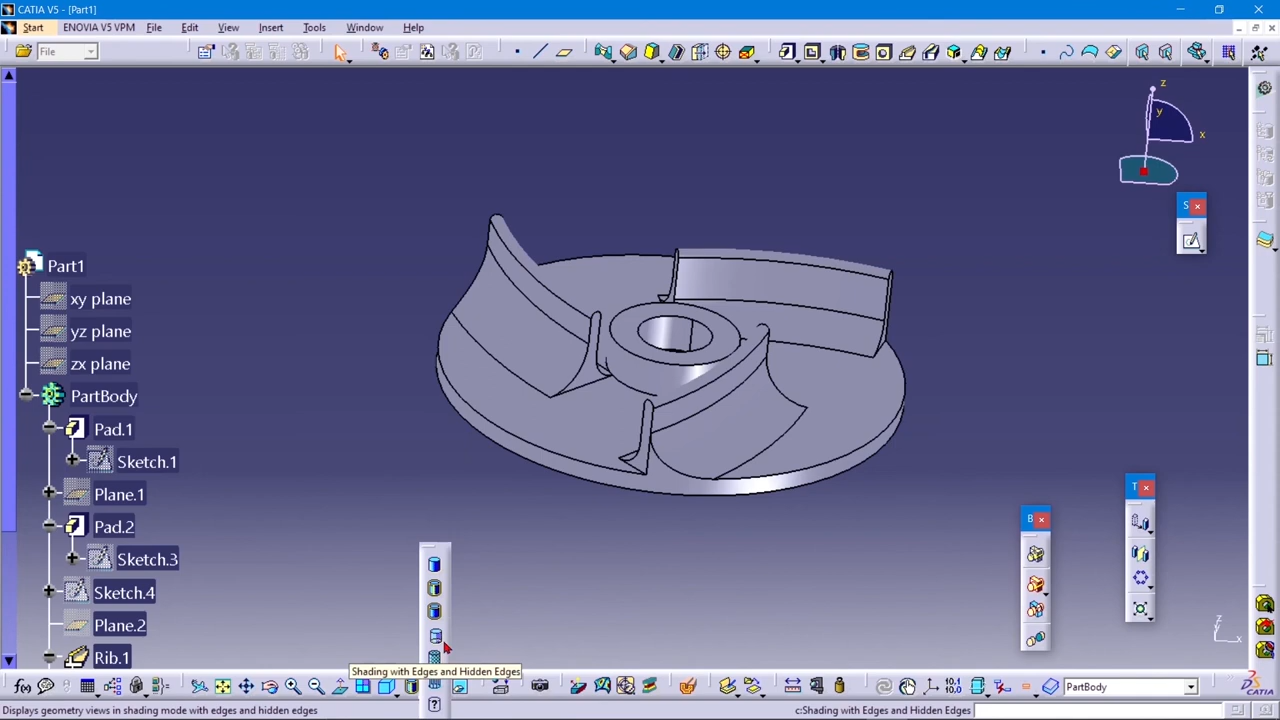 CATIA V5 - [Part1]
Start ENOVIA V5 VPM File Edit View Insert Tools Window Help
File
z
y
x
S
Part1
xy plane
yz plane
zx plane
PartBody
Pad.1
Sketch.1
Plane.1
Pad.2
Sketch.3
Sketch.4
Plane.2
Rib.1
T
B
Shading with Edges and Hidden Edges
f(x)
10,1
PartBody
CATIA
Displays geometry views in shading mode with edges and hidden edges
c:Shading with Edges and Hidden Edges